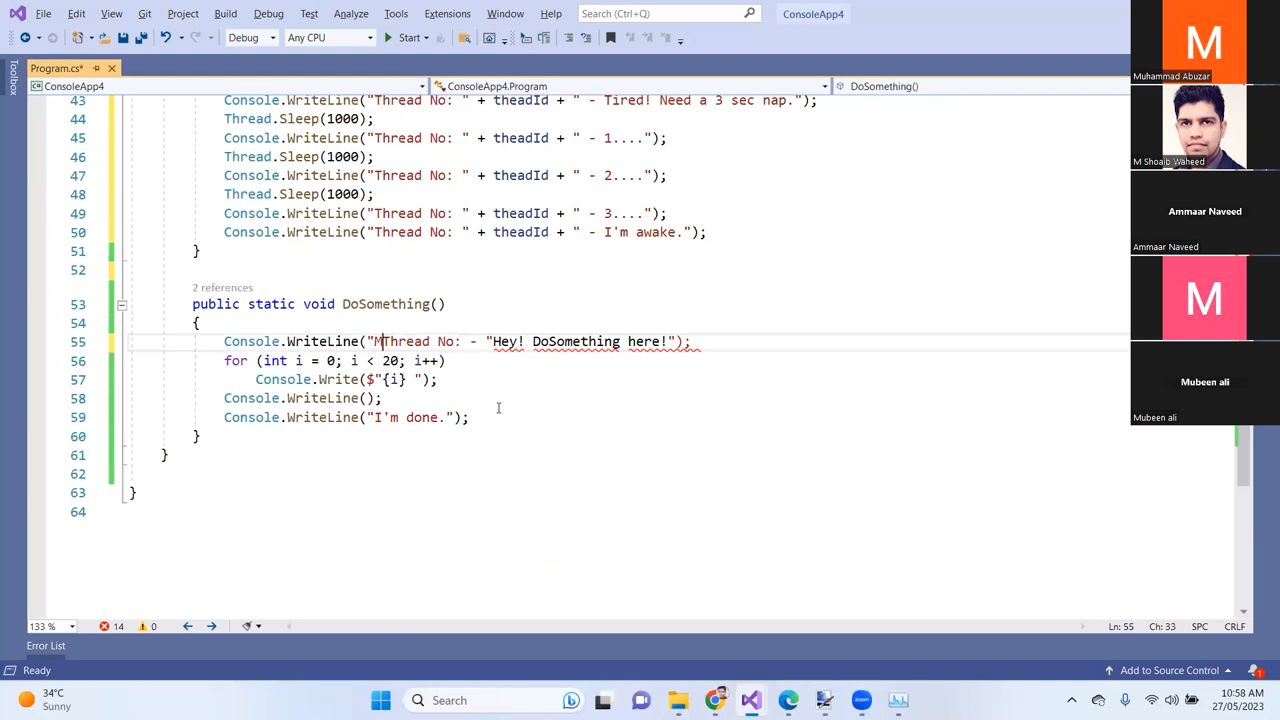 File Edit View Git Project Build Debug Test Analyze Tools Extensions Window Help Search (Ctrl+Q) ConsoleApp4
Debug Any CPU Start
Program.cs*
ConsoleApp4 ConsoleApp4.Program DoSomething()
Toolbox
43 Console.WriteLine("Thread No: " + theadId + " - Tired! Need a 3 sec nap.");
44 Thread.Sleep(1000);
45 Console.WriteLine("Thread No: " + theadId + " - 1....");
46 Thread.Sleep(1000);
47 Console.WriteLine("Thread No: " + theadId + " - 2....");
48 Thread.Sleep(1000);
49 Console.WriteLine("Thread No: " + theadId + " - 3....");
50 Console.WriteLine("Thread No: " + theadId + " - I'm awake.");
51 }
52
2 references
53 public static void DoSomething()
54 {
55 Console.WriteLine("MThread No: - "Hey! DoSomething here!");
56 for (int i = 0; i < 20; i++)
57 Console.Write($"{i} ");
58 Console.WriteLine();
59 Console.WriteLine("I'm done.");
60 }
61 }
62
63 }
64
133 % 14 0 Ln: 55 Ch: 33 SPC CRLF
Error List
Ready Add to Source Control 1
34°C
Sunny
Search
10:58 AM
27/05/2023
M
Muhammad Abuzar
M Shoaib Waheed
Ammaar Naveed
Ammaar Naveed
M
Mubeen ali
Mubeen ali